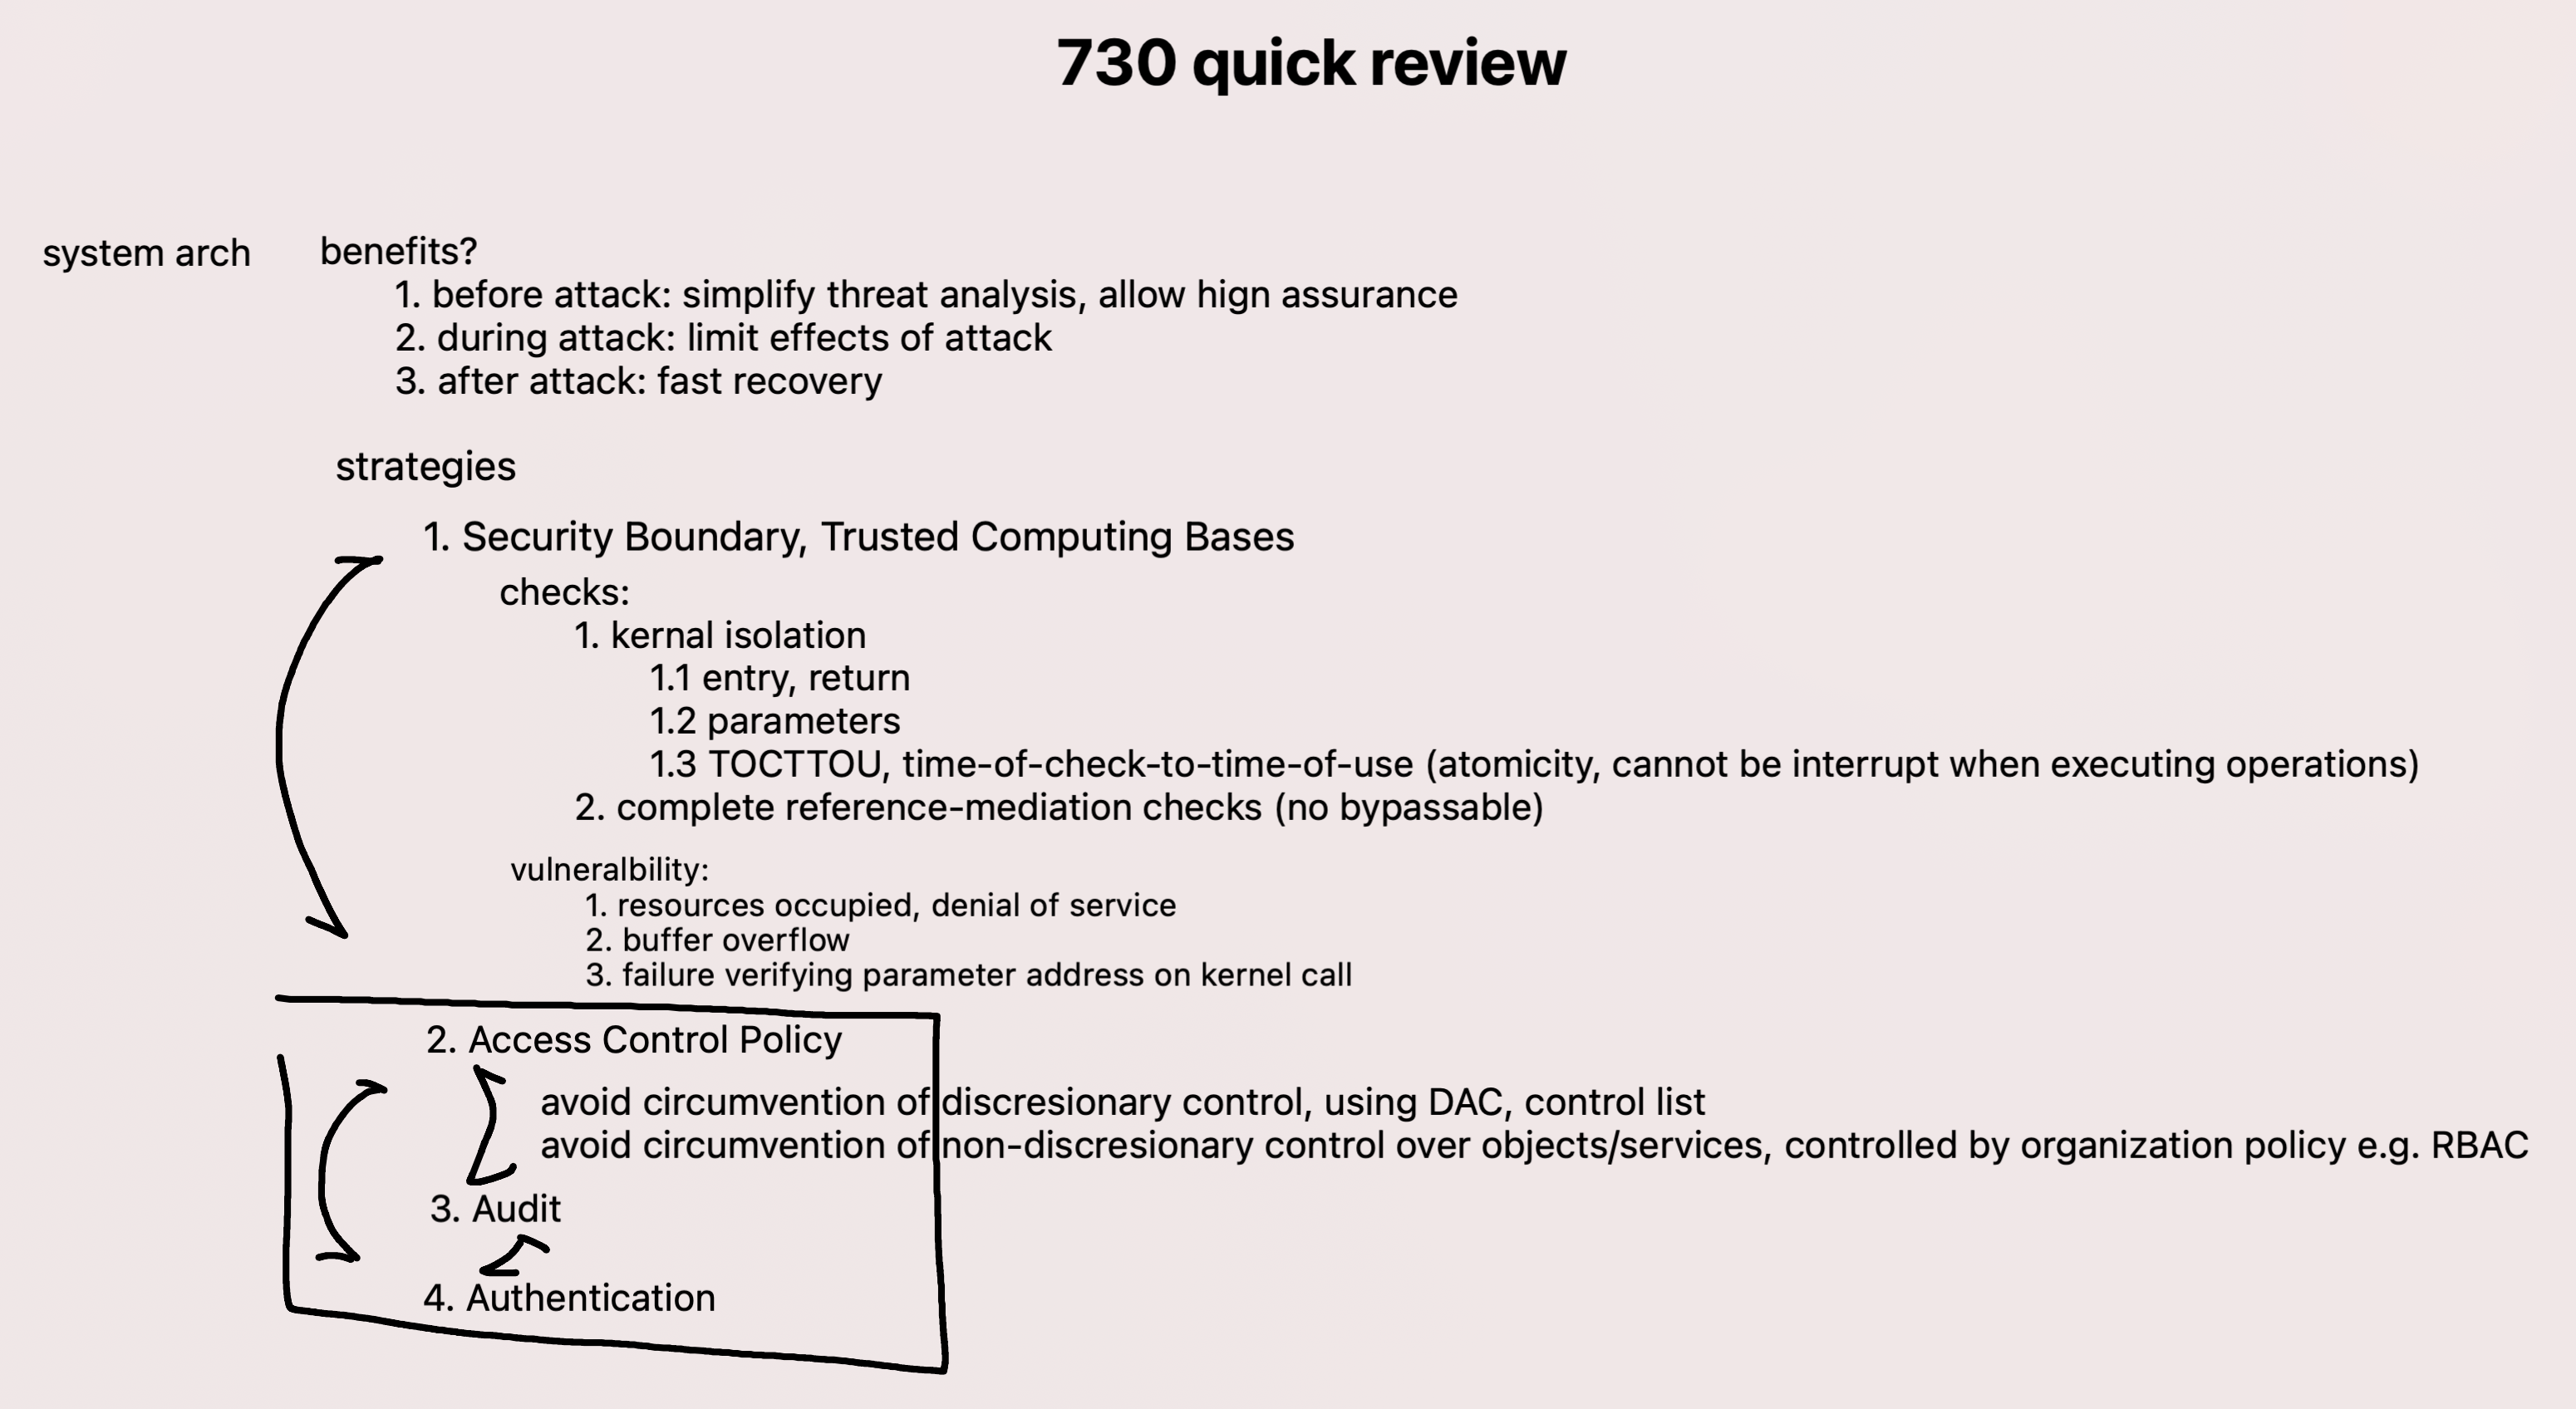 730 quick review
system arch benefits?
1. before attack: simplify threat analysis, allow hign assurance
2. during attack: limit effects of attack
3. after attack: fast recovery
strategies
1. Security Boundary, Trusted Computing Bases
checks:
1. kernal isolation
1.1 entry, return
1.2 parameters
1.3 TOCTTOU, time-of-check-to-time-of-use (atomicity, cannot be interrupt when executing operations)
2. complete reference-mediation checks (no bypassable)
vulneralbility:
1. resources occupied, denial of service
2. buffer overflow
3. failure verifying parameter address on kernel call
2. Access Control Policy
avoid circumvention of discresionary control, using DAC, control list
avoid circumvention of non-discresionary control over objects/services, controlled by organization policy e.g. RBAC
3. Audit
4. Authentication